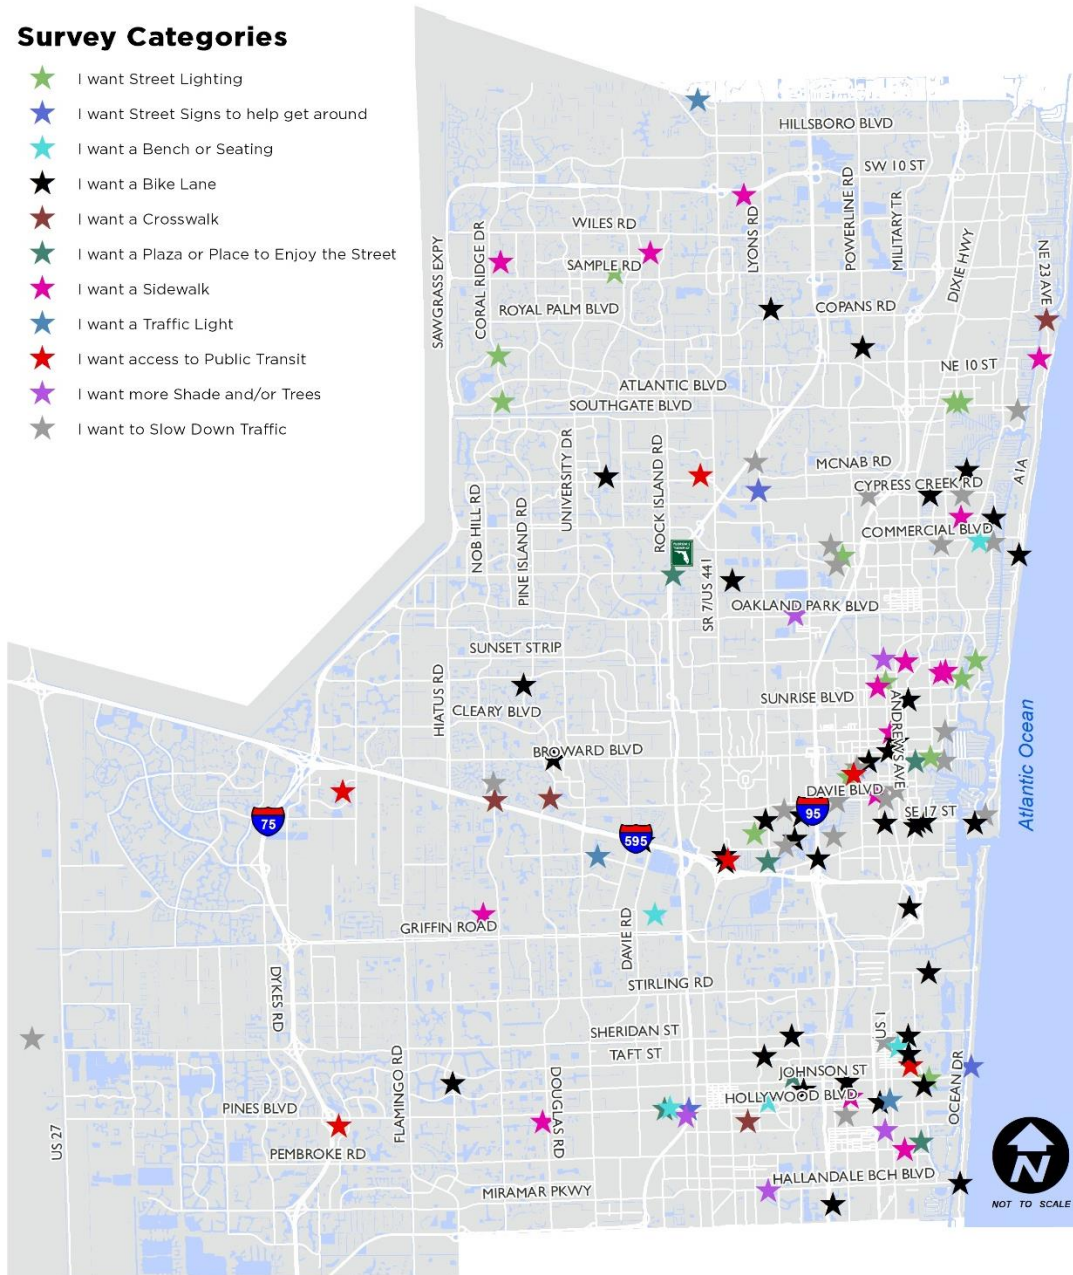 Survey Categories
I want Street Lighting
I want Street Signs to help get around
I want a Bench or Seating
I want a Bike Lane
I want a Crosswalk
I want a Plaza or Place to Enjoy the Street
I want a Sidewalk
I want a Traffic Light
I want access to Public Transit
I want more Shade and/or Trees
I want to Slow Down Traffic
HILLSBORO BLVD
SW 10 ST
POWERLINE RD
MILITARY TR
LYONS RD
WILES RD
SAMPLE RD
CORAL RIDGE DR
SAWGRASS EXPY
DIXIE HWY
NE 23 AVE
ROYAL PALM BLVD
COPANS RD
NE 10 ST
ATLANTIC BLVD
SOUTHGATE BLVD
UNIVERSITY DR
ROCK ISLAND RD
MCNAB RD
CYPRESS CREEK RD
A1A
NOB HILL RD
PINE ISLAND RD
COMMERCIAL BLVD
SR 7/US 441
OAKLAND PARK BLVD
SUNSET STRIP
HIATUS RD
SUNRISE BLVD
CLEARY BLVD
ANDREWS AVE
BROWARD BLVD
Atlantic Ocean
DAVIE BLVD
SE 17 ST
75
95
595
GRIFFIN ROAD
DAVIE RD
STIRLING RD
DYKES RD
SHERIDAN ST
TAFT ST
US 1
JOHNSON ST
HOLLYWOOD BLVD
OCEAN DR
FLAMINGO RD
DOUGLAS RD
PINES BLVD
US 27
PEMBROKE RD
MIRAMAR PKWY
HALLANDALE BCH BLVD
N
NOT TO SCALE